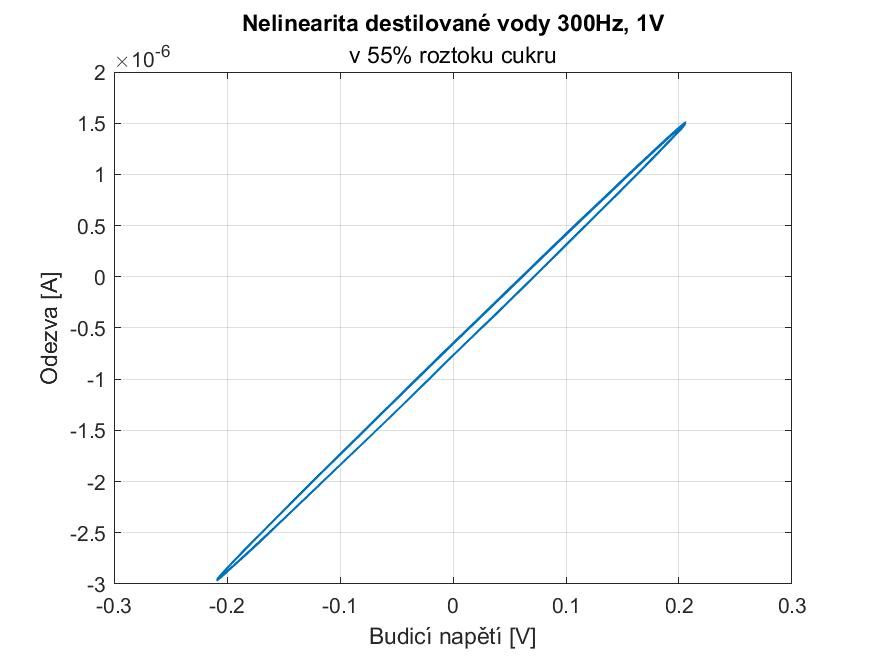 Nelinearita destilované vody 300Hz, 1V
v 55% roztoku cukru
×10⁻⁶
2
1.5
1
0.5
0
-0.5
-1
-1.5
-2
-2.5
-3
-0.3 -0.2 -0.1 0 0.1 0.2 0.3
Odezva [A]
Budicí napětí [V]